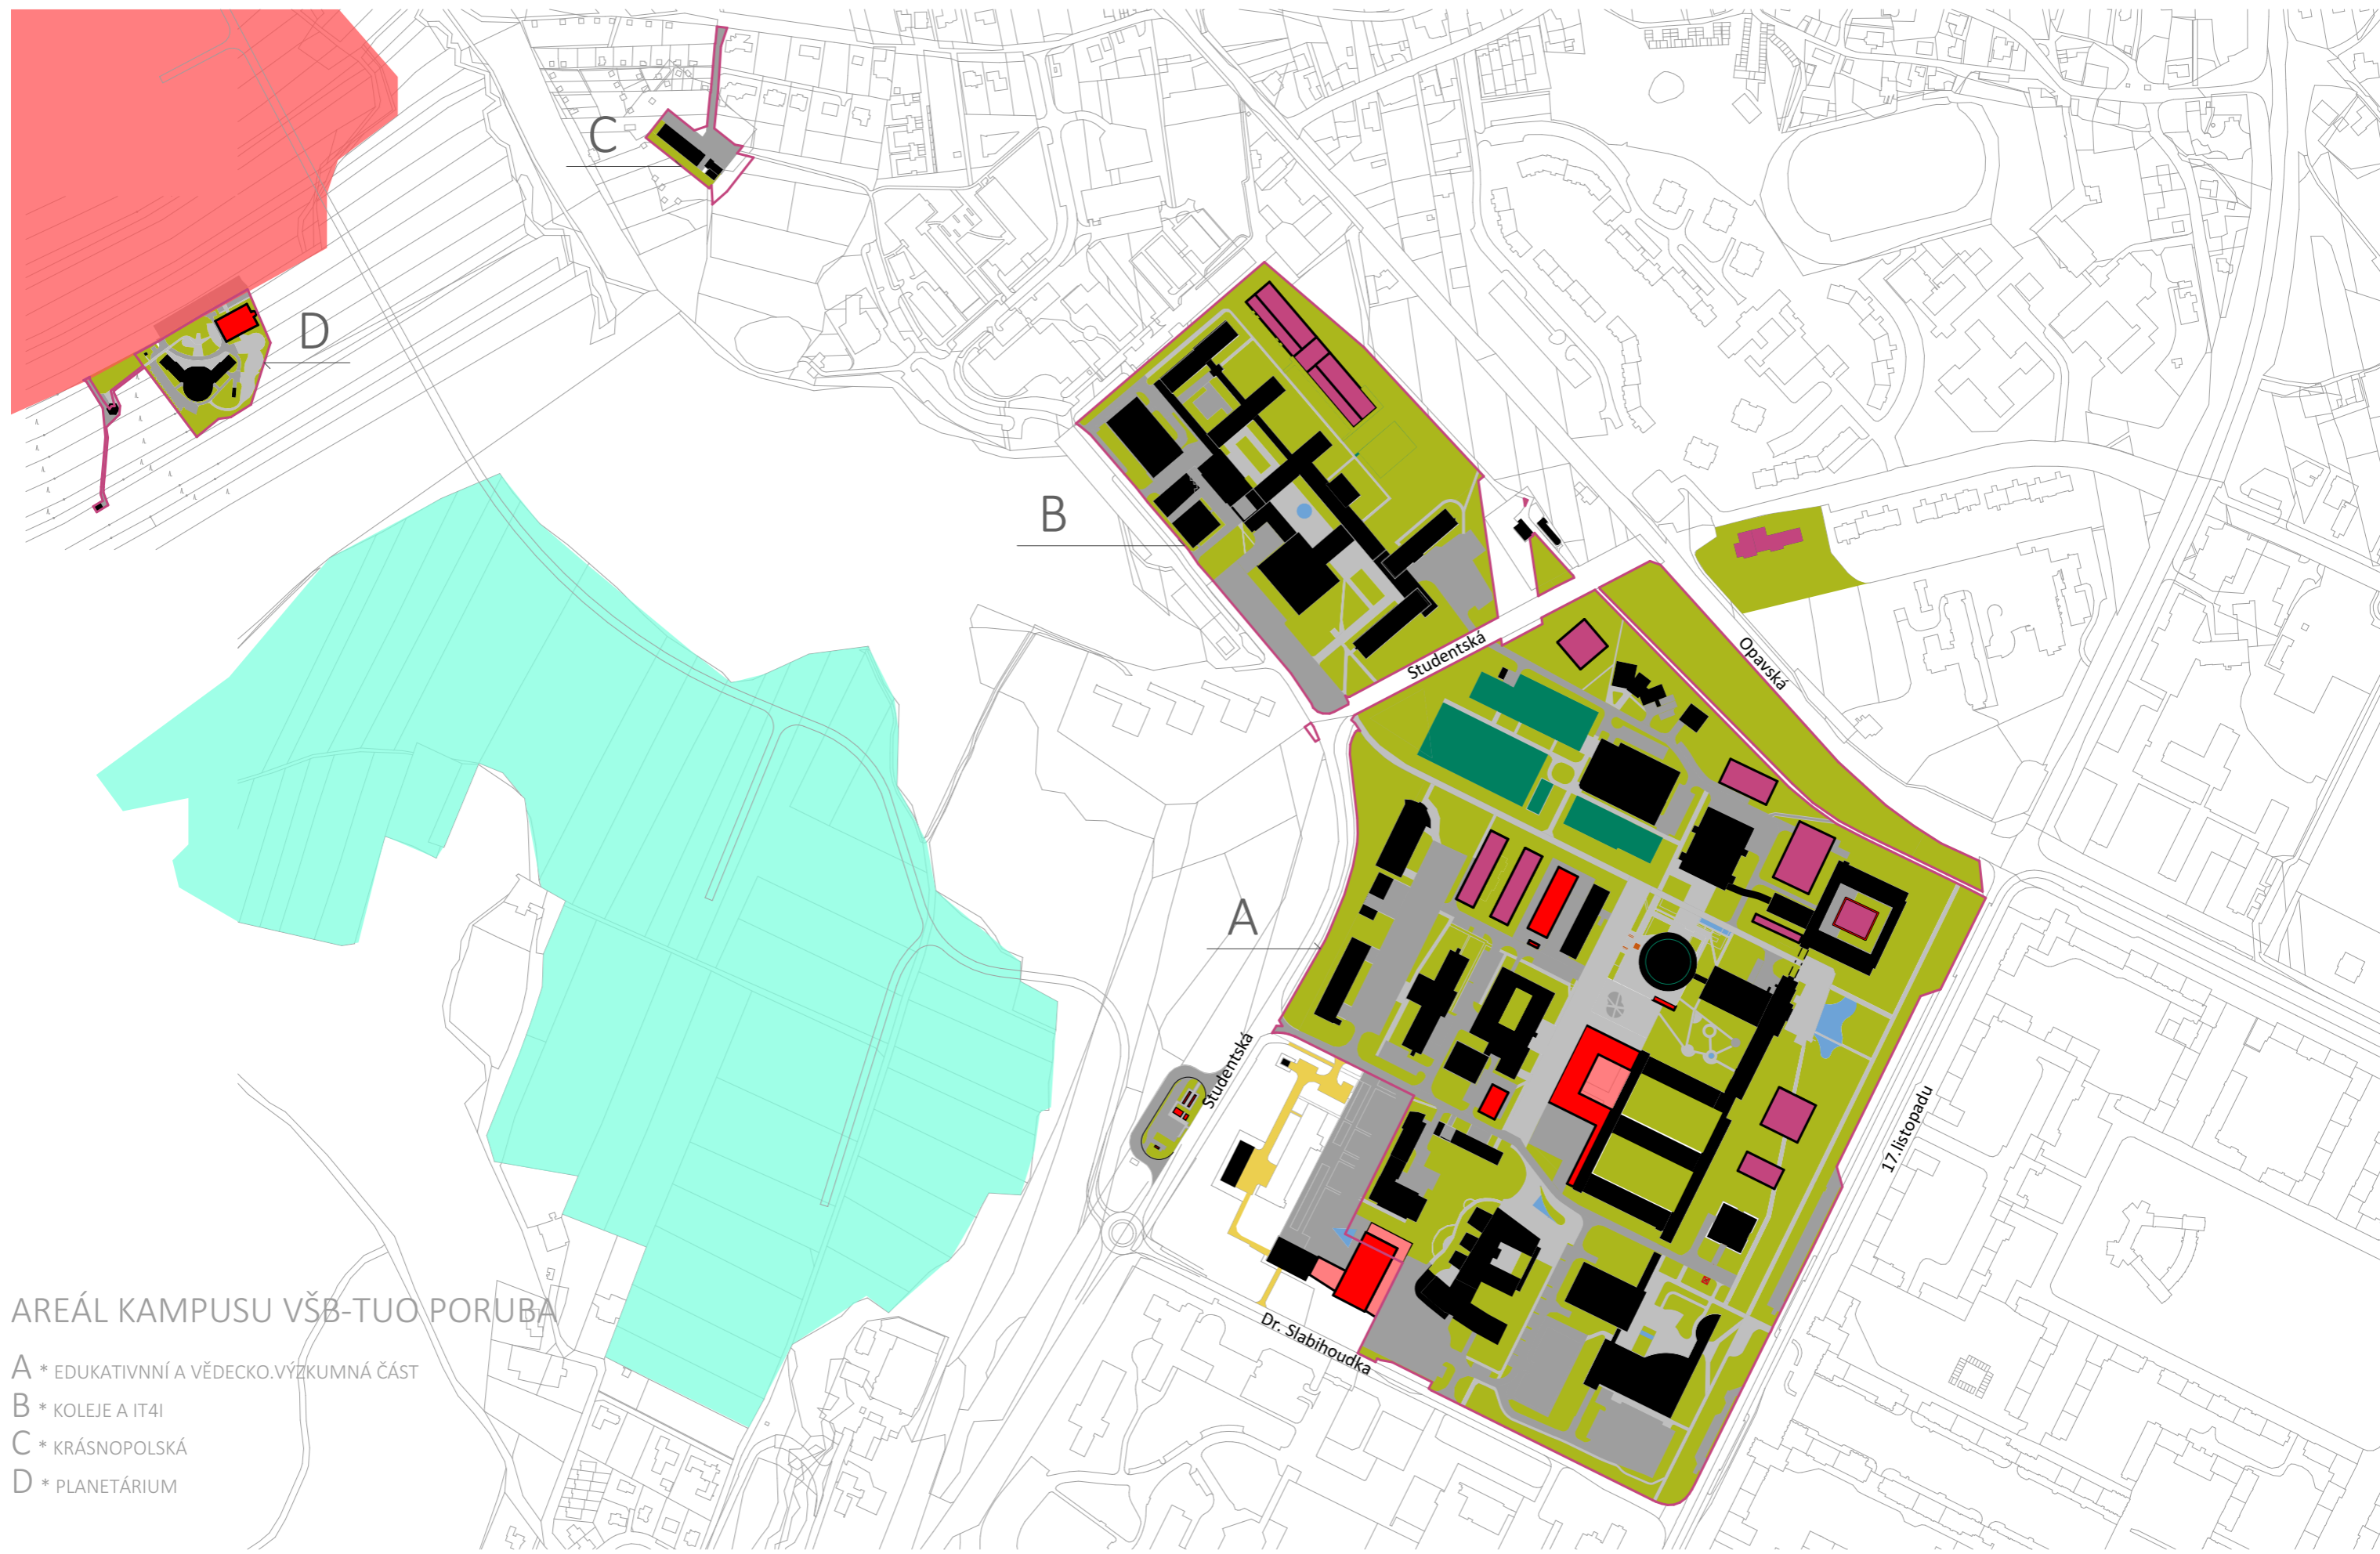 C
D
B
Studentská
Opavská
A
Studentská
17.listopadu
Dr. Slabihoudka
AREÁL KAMPUSU VŠB-TUO PORUBA
A * EDUKATIVNNÍ A VĚDECKO.VÝZKUMNÁ ČÁST
B * KOLEJE A IT4I
C * KRÁSNOPOLSKÁ
D * PLANETÁRIUM